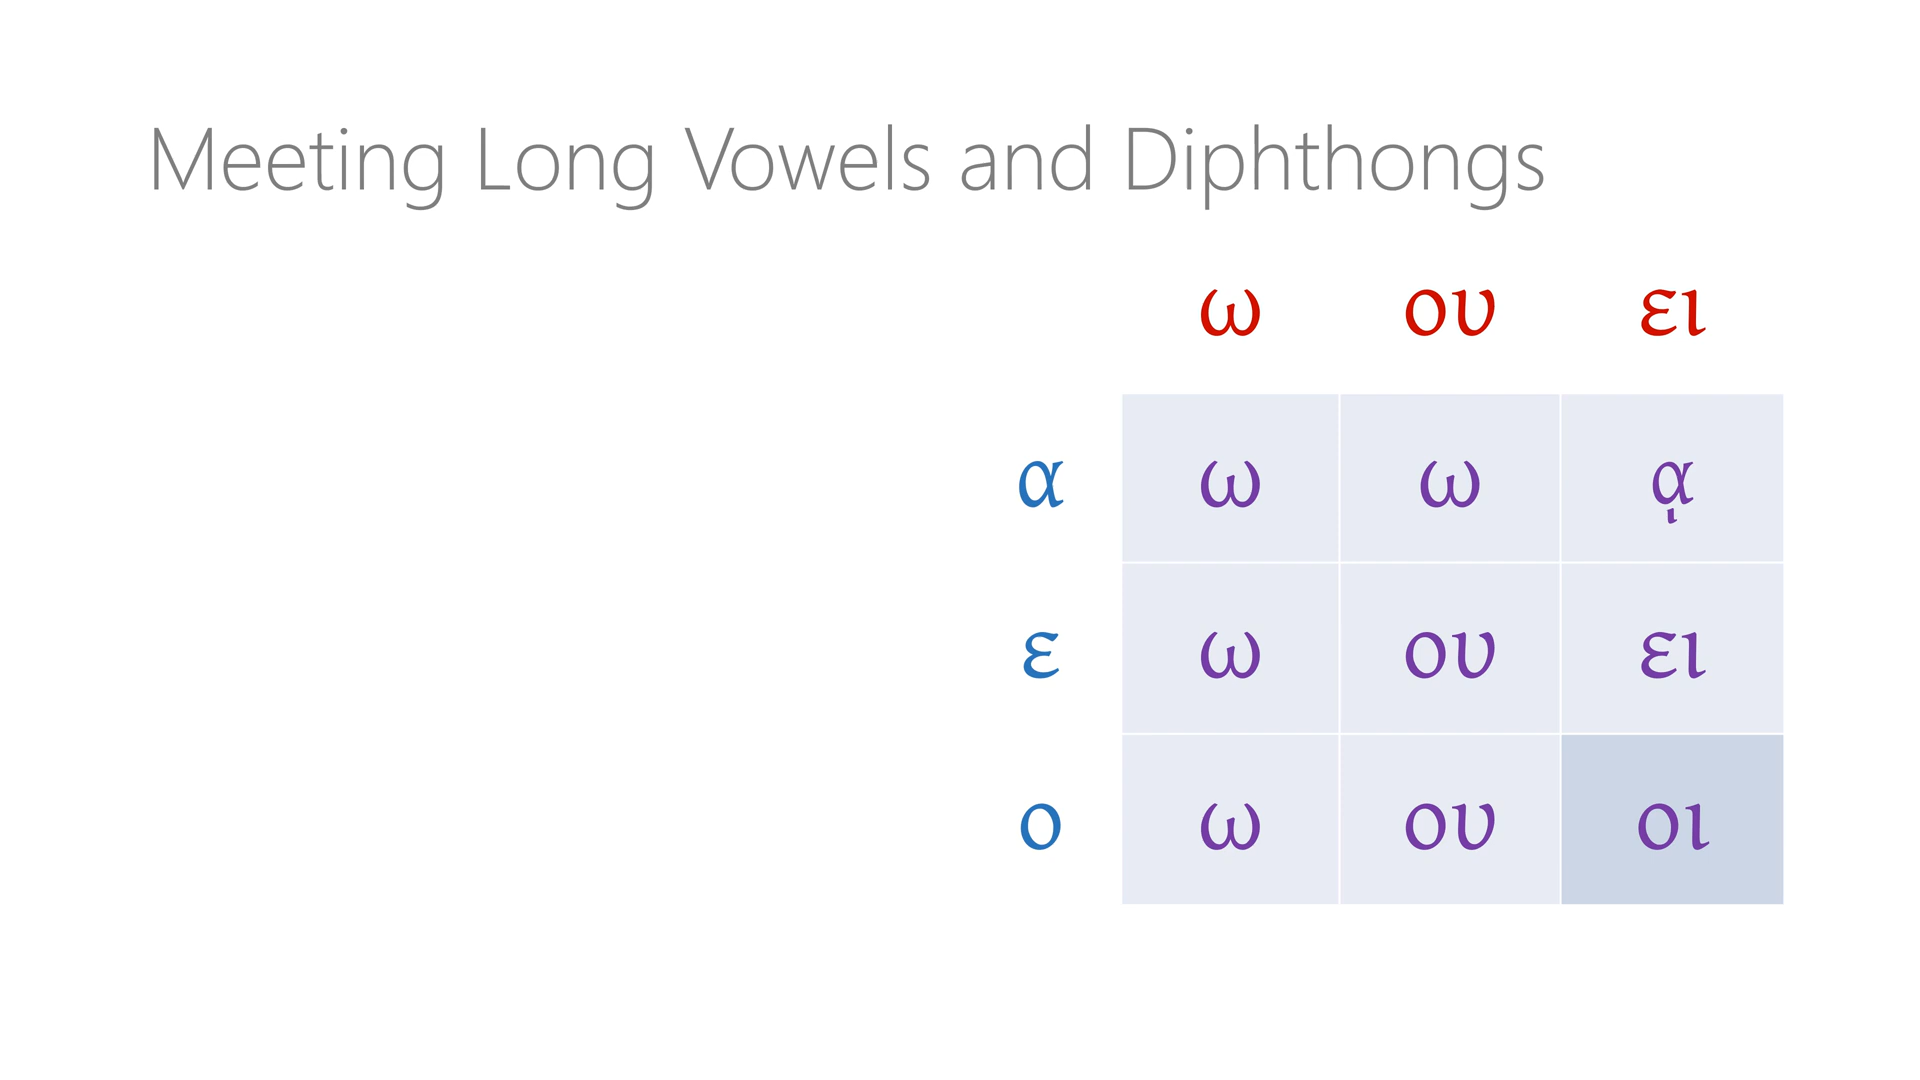 Meeting Long Vowels and Diphthongs
ω ου ει
α ω ω ᾳ
ε ω ου ει
ο ω ου οι